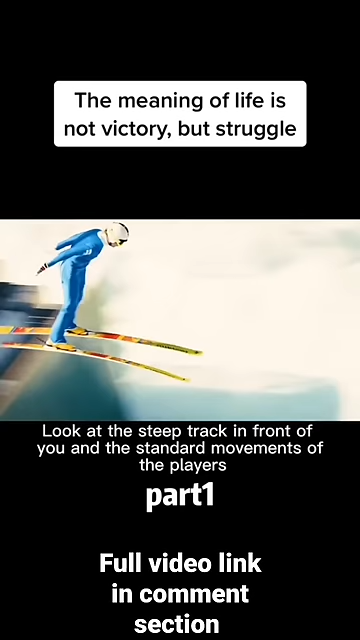 The meaning of life is
not victory, but struggle
Look at the steep track in front of
you and the standard movements of
the players
part1
Full video link
in comment
section